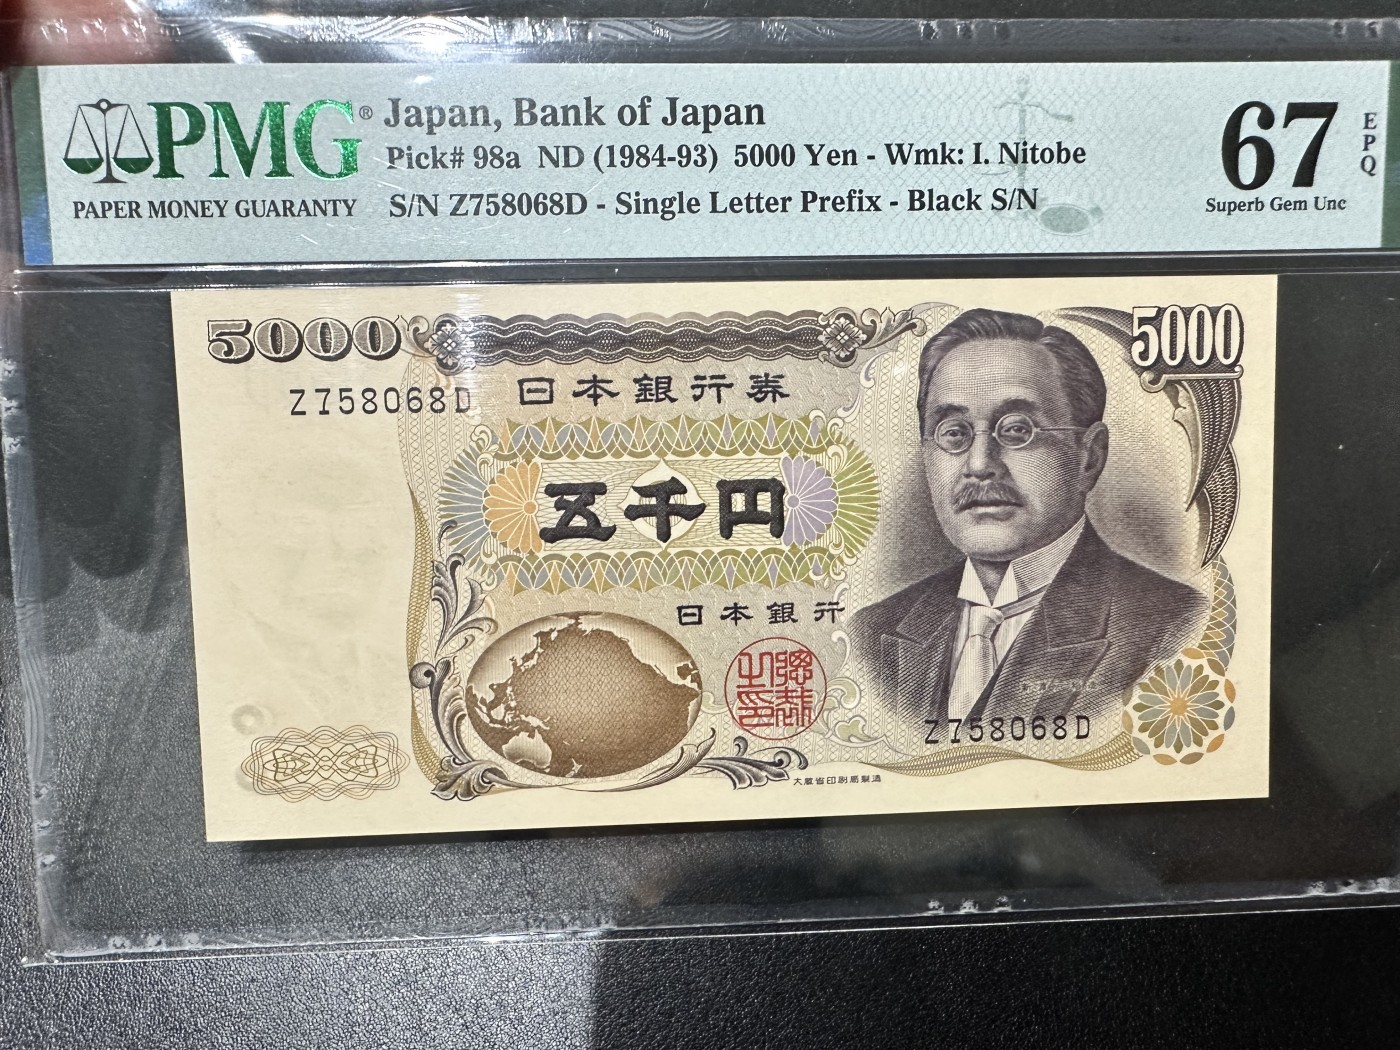 PMG®
PAPER MONEY GUARANTY
Japan, Bank of Japan
Pick# 98a ND (1984-93) 5000 Yen - Wmk: I. Nitobe
S/N Z758068D - Single Letter Prefix - Black S/N
67
EPQ
Superb Gem Unc
5000
5000
Z758068D
日本銀行券
五千円
日本銀行
Z758068D
大蔵省印刷局製造